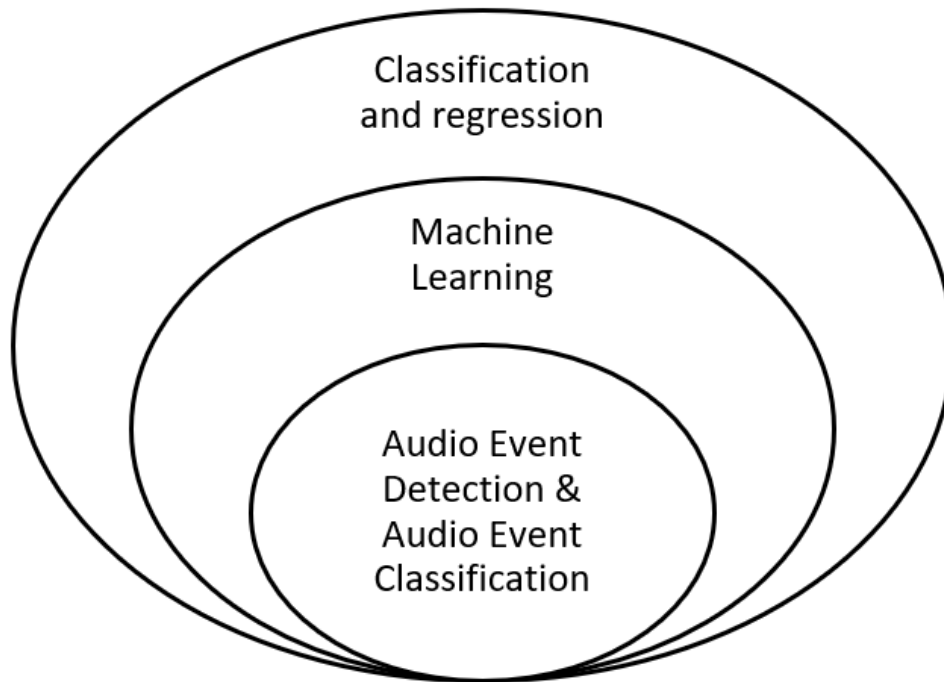 Classification
and regression
Machine
Learning
Audio Event
Detection &
Audio Event
Classification